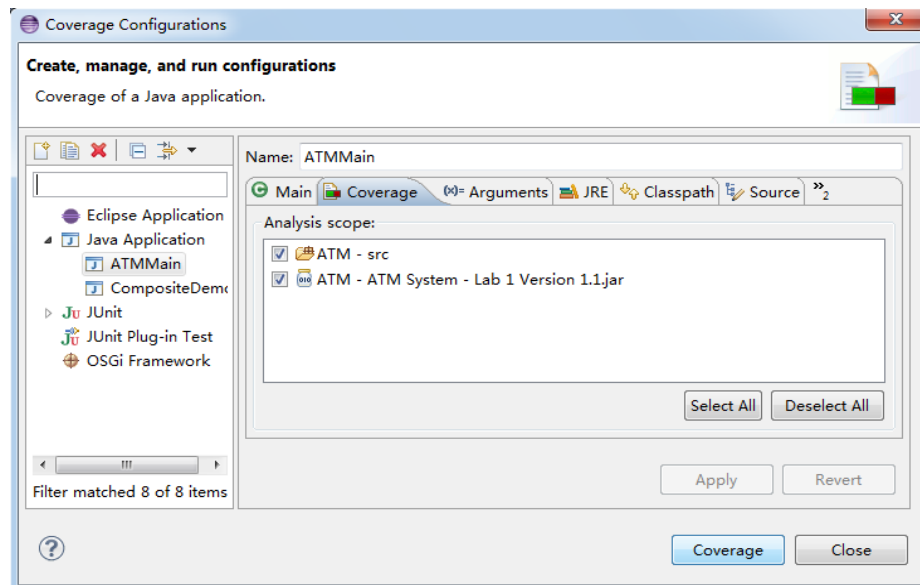 Coverage Configurations
Create, manage, and run configurations
Coverage of a Java application.
Name: ATMMain
Main Coverage (x)= Arguments JRE Classpath Source »2
Analysis scope:
ATM - src
ATM - ATM System - Lab 1 Version 1.1.jar
Select All Deselect All
Eclipse Application
Java Application
ATMMain
CompositeDem
JUnit
JUnit Plug-in Test
OSGi Framework
Filter matched 8 of 8 items
Apply Revert
Coverage Close